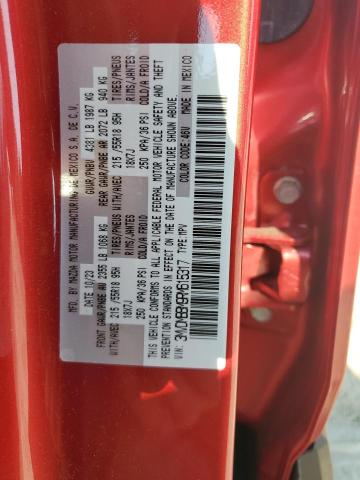 MFD. BY: MAZDA MOTOR MANUFACTURING DE MEXICO S.A. DE C.V.
DATE: 10/23 GVWR/PNBV 4381 LB 1987 KG
FRONT GAWR/PNBE AV 2355 LB 1068 KG REAR GAWR AR/JANTES 2072 LB 940 KG
WITH/AVEC 215 /55R18 95H TIRES/PNEUS WITH/AVEC 215 /55R18 95H TIRES/PNEUS
18X7J RIMS/JANTES 18X7J RIMS/JANTES
250 KPA/36 PSI COLD/A FROID 250 KPA/36 PSI COLD/A FROID
THIS VEHICLE CONFORMS TO ALL APPLICABLE FEDERAL MOTOR VEHICLE SAFETY AND THEFT
PREVENTION STANDARDS IN EFFECT ON THE DATE OF MANUFACTURE SHOWN ABOVE.
VIN: TYPE: MPV COLOR CODE: 46V MADE IN MEXICO